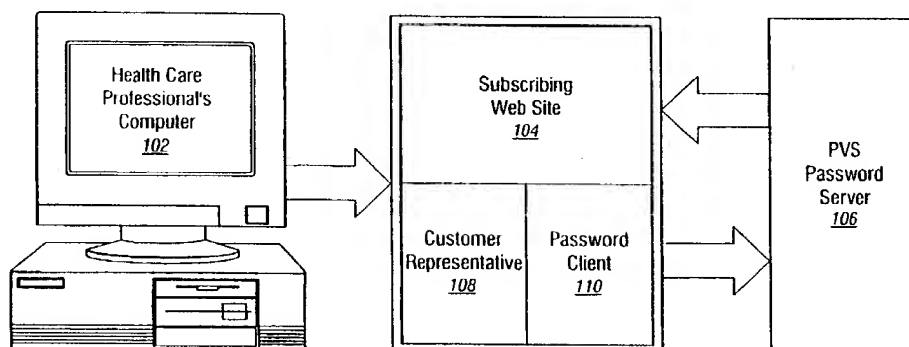 Health Care
Professional's
Computer
102
Subscribing
Web Site
104
Customer
Representative
108
Password
Client
110
PVS
Password
Server
106